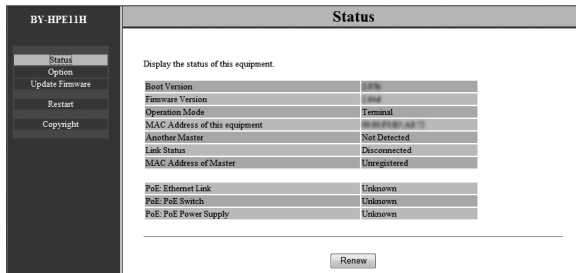 BY-HPE11H
Status
Option
Update Firmware
Restart
Copyright
Status
Display the status of this equipment.
Boot Version
Firmware Version
Operation Mode Terminal
MAC Address of this equipment
Another Master Not Detected
Link Status Disconnected
MAC Address of Master Unregistered
PoE: Ethernet Link Unknown
PoE: PoE Switch Unknown
PoE: PoE Power Supply Unknown
Renew